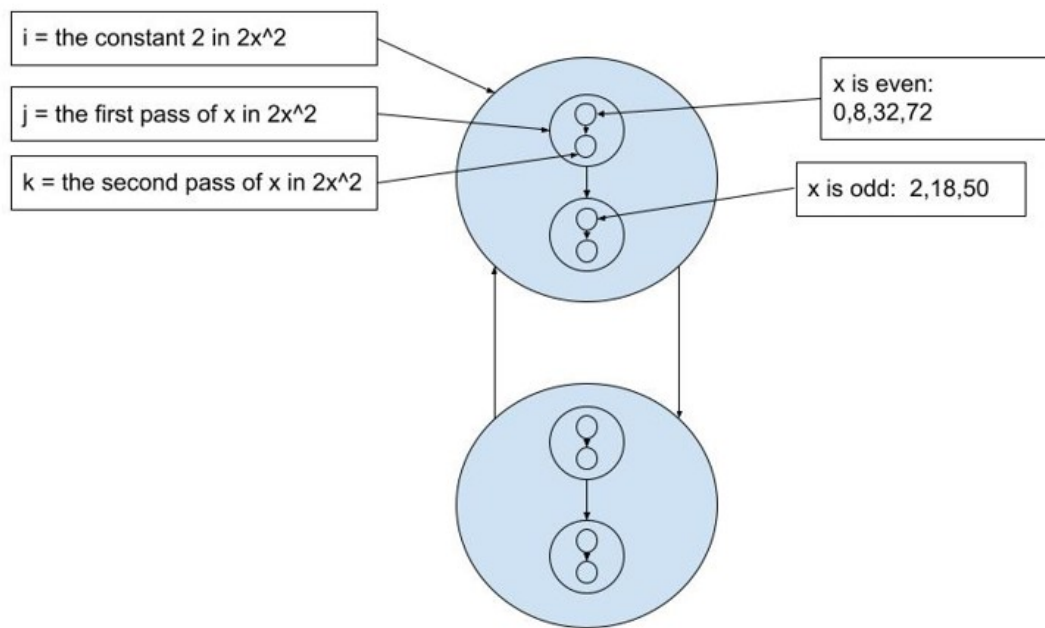 i = the constant 2 in 2x^2
j = the first pass of x in 2x^2
k = the second pass of x in 2x^2
x is even:
0,8,32,72
x is odd:  2,18,50